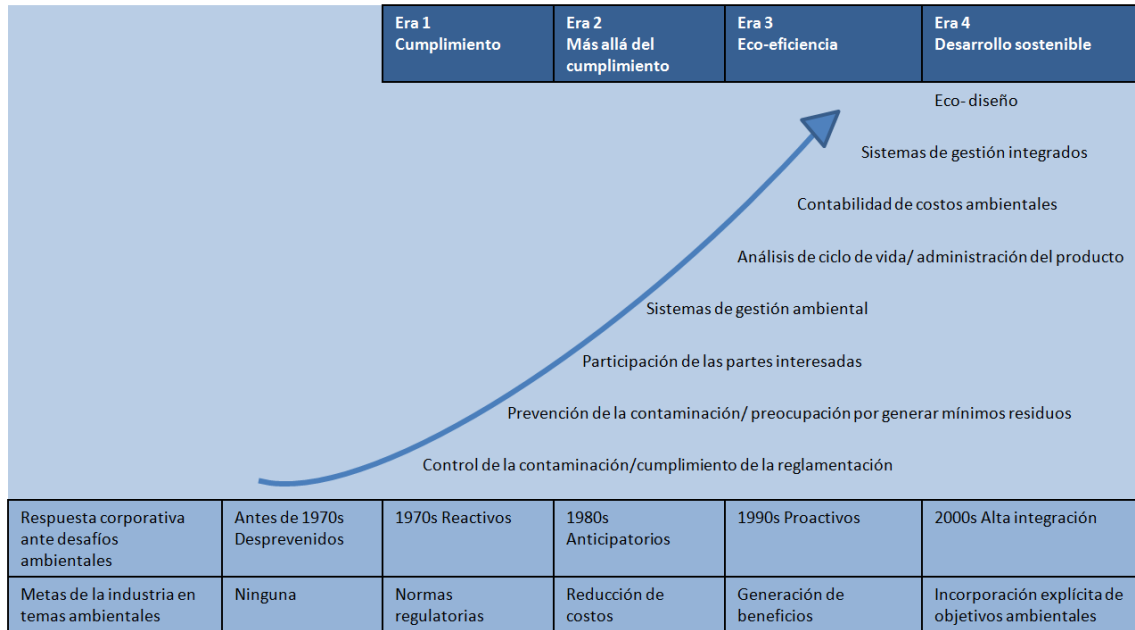 Era 1
Cumplimiento
Era 2
Más allá del
cumplimiento
Era 3
Eco-eficiencia
Era 4
Desarrollo sostenible
Eco- diseño
Sistemas de gestión integrados
Contabilidad de costos ambientales
Análisis de ciclo de vida/ administración del producto
Sistemas de gestión ambiental
Participación de las partes interesadas
Prevención de la contaminación/ preocupación por generar mínimos residuos
Control de la contaminación/cumplimiento de la reglamentación
Respuesta corporativa
ante desafíos
ambientales
Antes de 1970s
Desprevenidos
1970s Reactivos
1980s
Anticipatorios
1990s Proactivos
2000s Alta integración
Metas de la industria en
temas ambientales
Ninguna
Normas
regulatorias
Reducción de
costos
Generación de
beneficios
Incorporación explícita de
objetivos ambientales